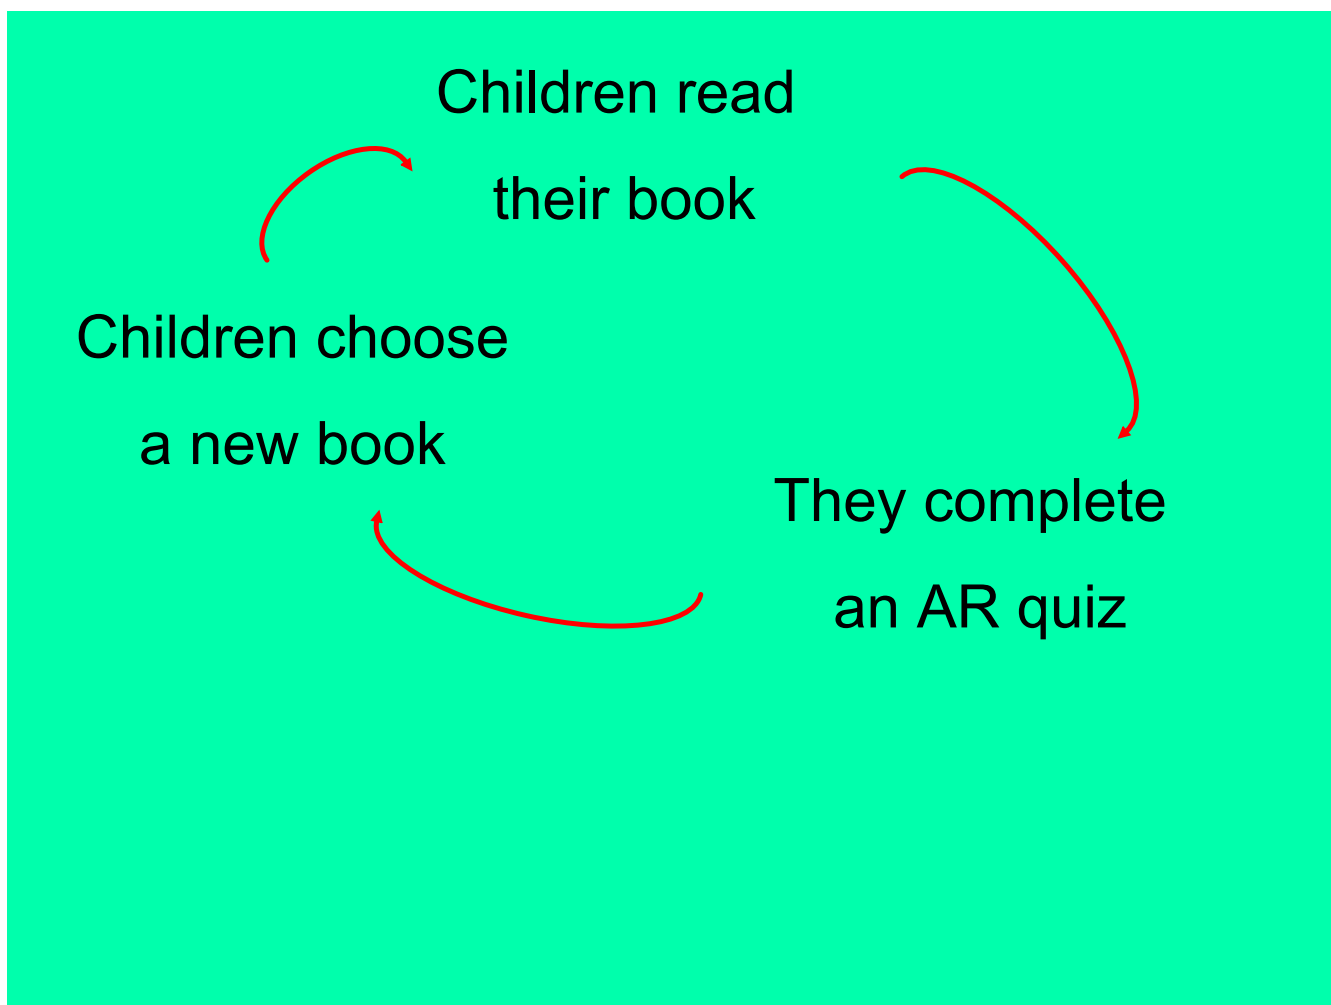 Children read
their book
Children choose
a new book
They complete
an AR quiz